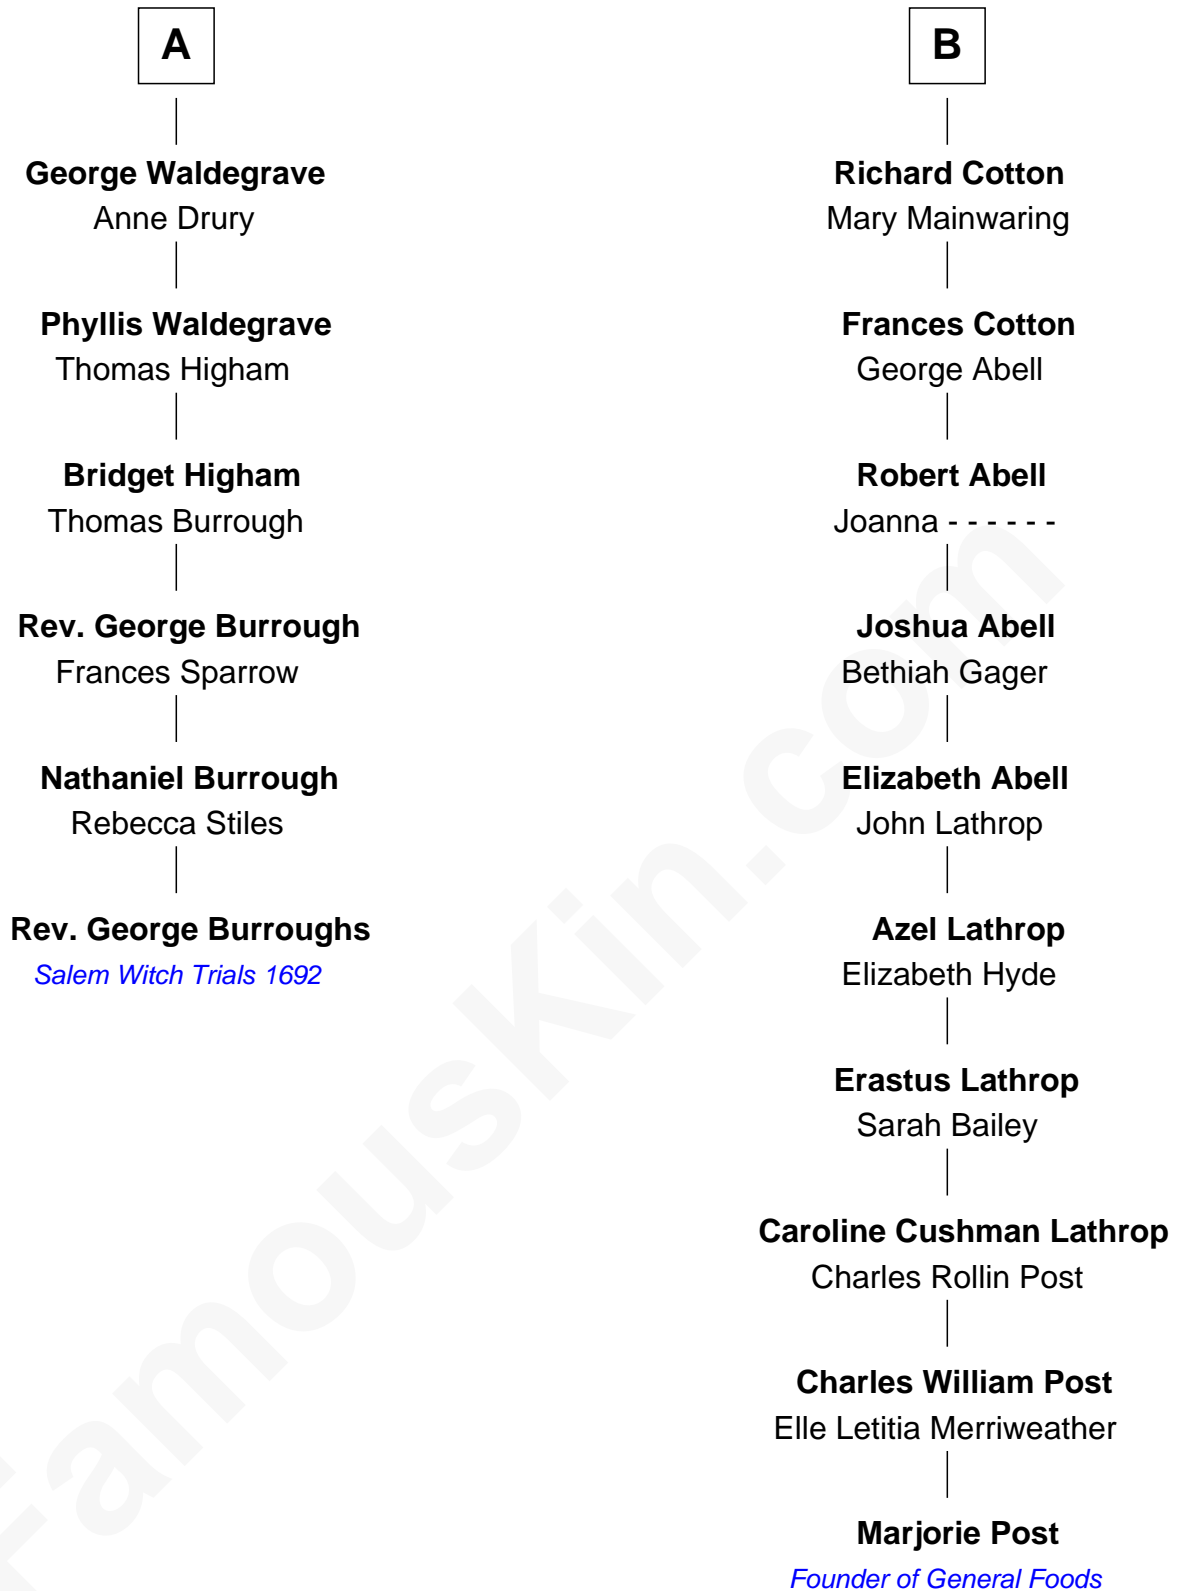 A
George Waldegrave
Anne Drury
Phyllis Waldegrave
Thomas Higham
Bridget Higham
Thomas Burrough
Rev. George Burrough
Frances Sparrow
Nathaniel Burrough
Rebecca Stiles
Rev. George Burroughs
Salem Witch Trials 1692
B
Richard Cotton
Mary Mainwaring
Frances Cotton
George Abell
Robert Abell
Joanna - - - - - -
Joshua Abell
Bethiah Gager
Elizabeth Abell
John Lathrop
Azel Lathrop
Elizabeth Hyde
Erastus Lathrop
Sarah Bailey
Caroline Cushman Lathrop
Charles Rollin Post
Charles William Post
Elle Letitia Merriweather
Marjorie Post
Founder of General Foods
FamousKin.com